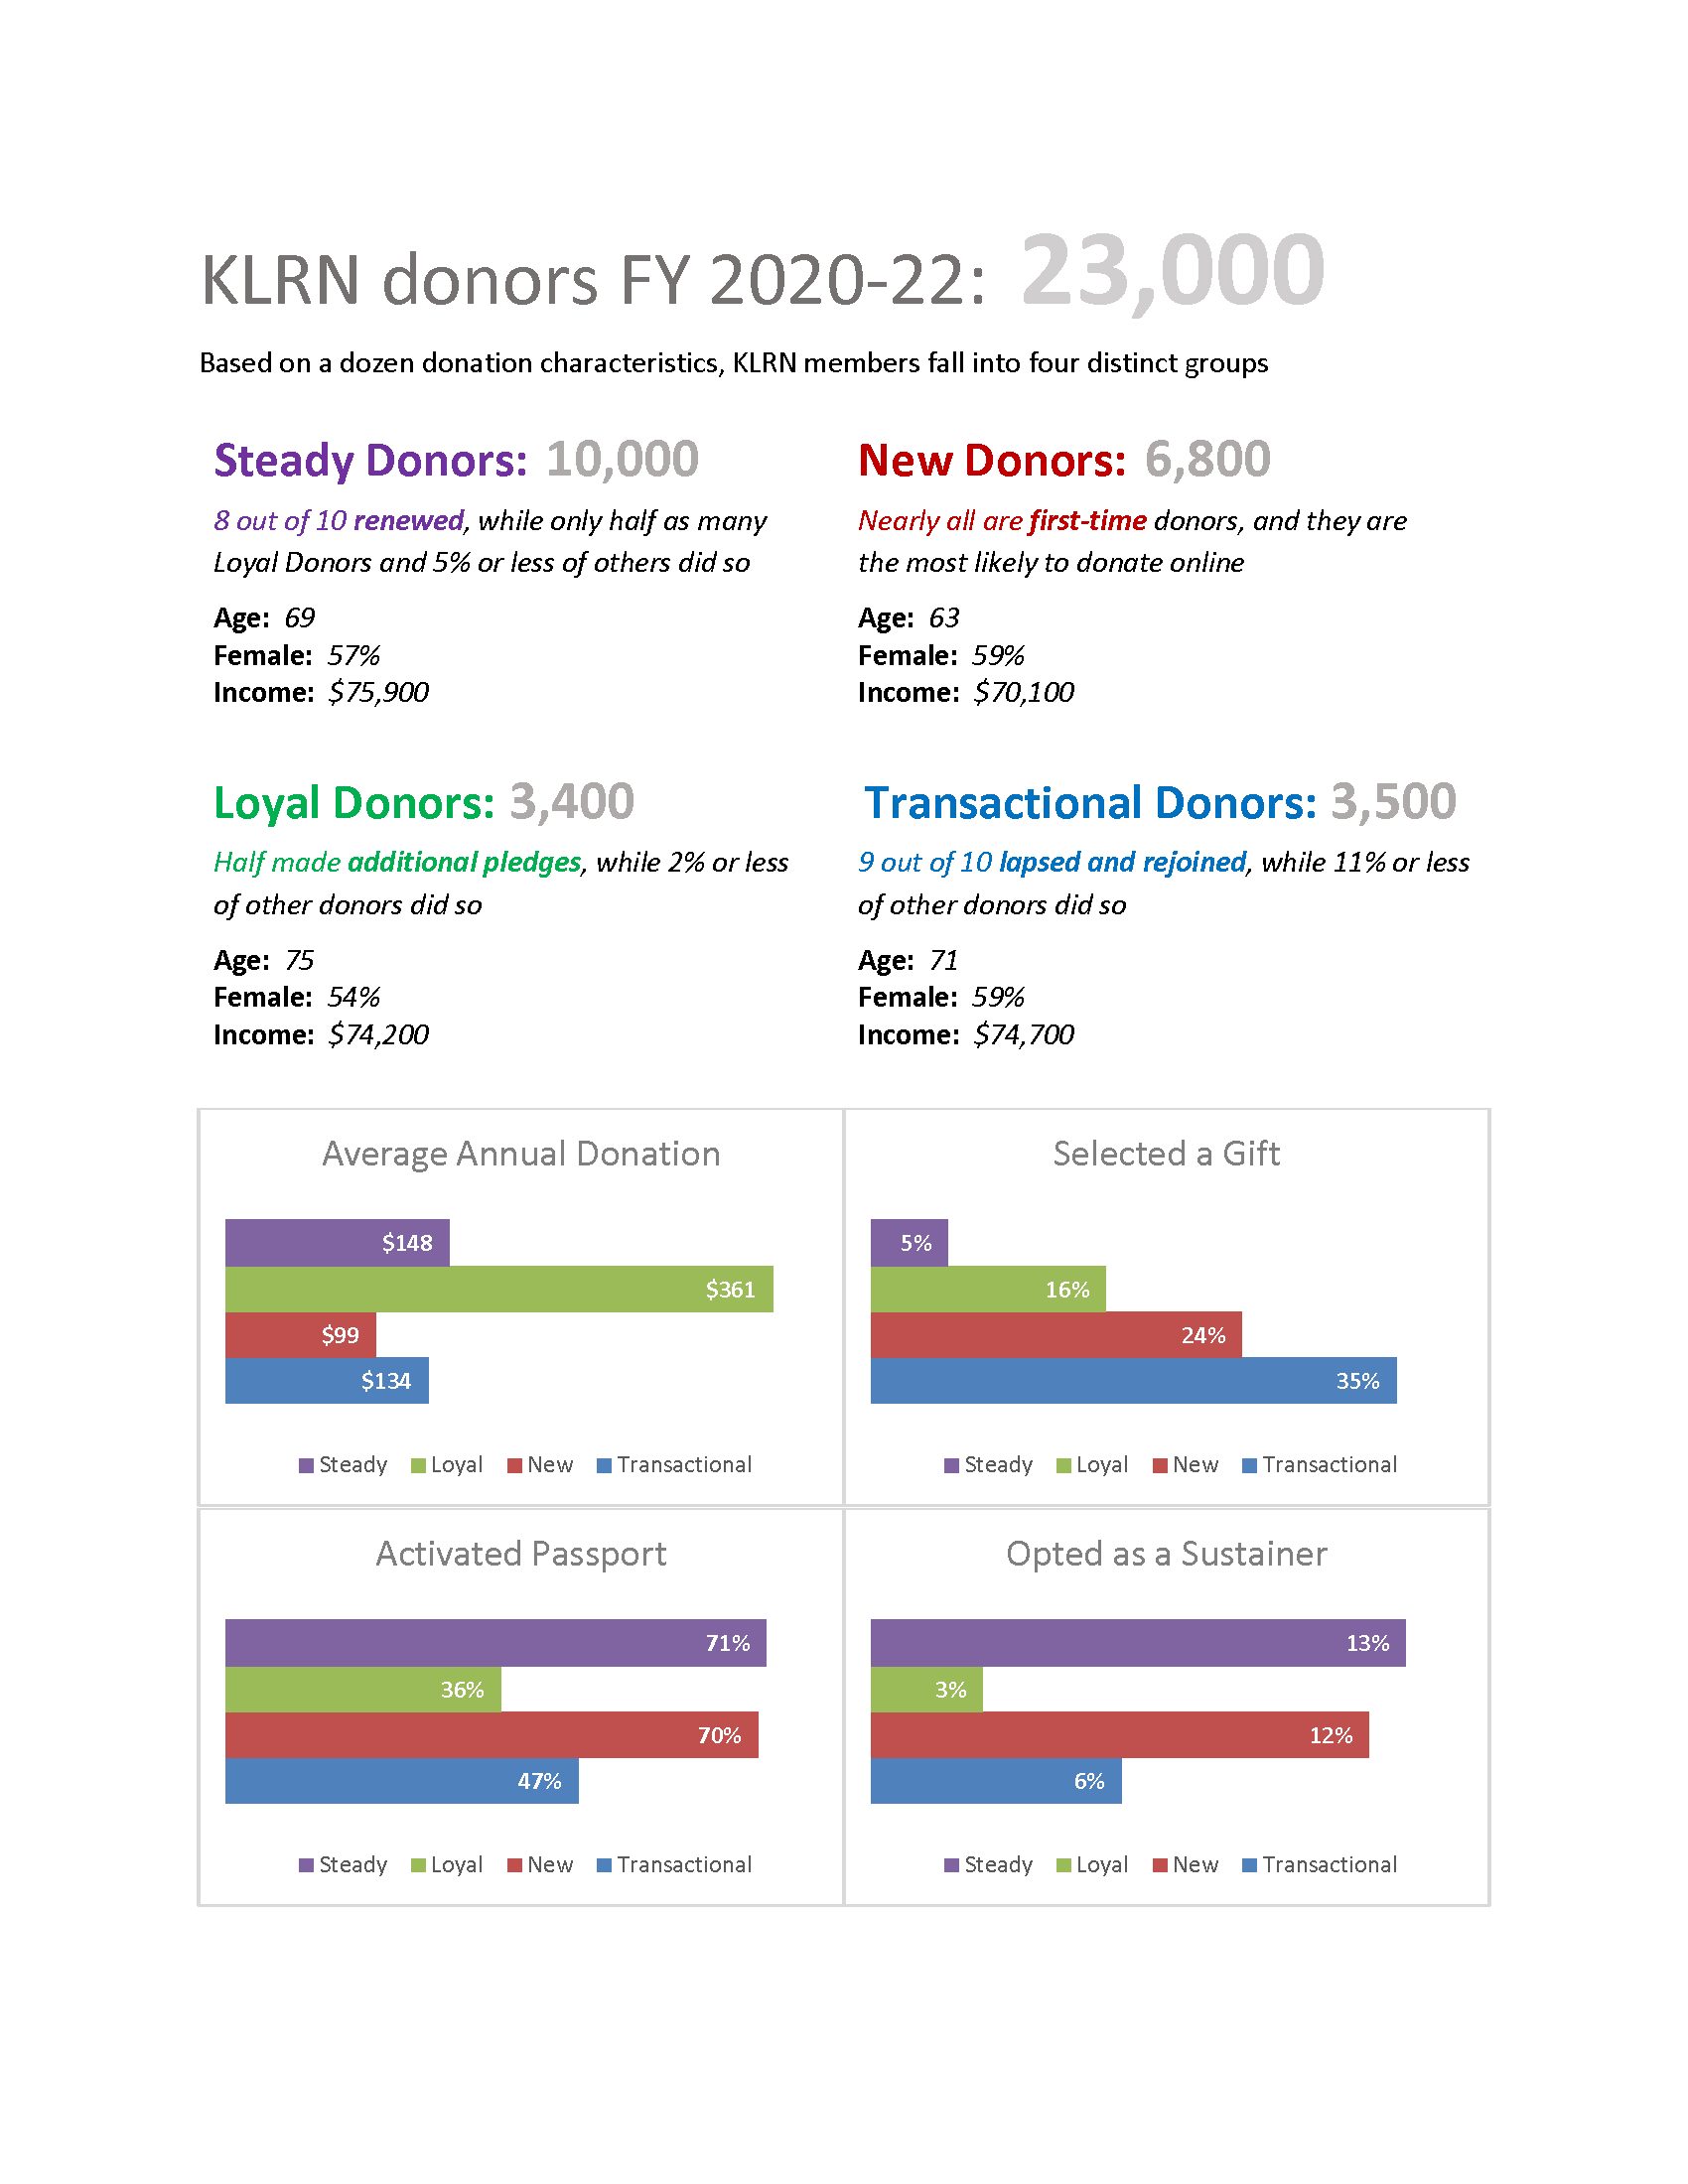 KLRN donors FY 2020-22: 23,000
Based on a dozen donation characteristics, KLRN members fall into four distinct groups
Steady Donors: 10,000
8 out of 10 renewed, while only half as many
Loyal Donors and 5% or less of others did so
Age: 69
Female: 57%
Income: $75,900
New Donors: 6,800
Nearly all are first-time donors, and they are
the most likely to donate online
Age: 63
Female: 59%
Income: $70,100
Loyal Donors: 3,400
Half made additional pledges, while 2% or less
of other donors did so
Age: 75
Female: 54%
Income: $74,200
Transactional Donors: 3,500
9 out of 10 lapsed and rejoined, while 11% or less
of other donors did so
Age: 71
Female: 59%
Income: $74,700
Average Annual Donation
$148
$361
$99
$134
Steady Loyal New Transactional
Selected a Gift
5%
16%
24%
35%
Steady Loyal New Transactional
Activated Passport
71%
36%
70%
47%
Steady Loyal New Transactional
Opted as a Sustainer
13%
3%
12%
6%
Steady Loyal New Transactional